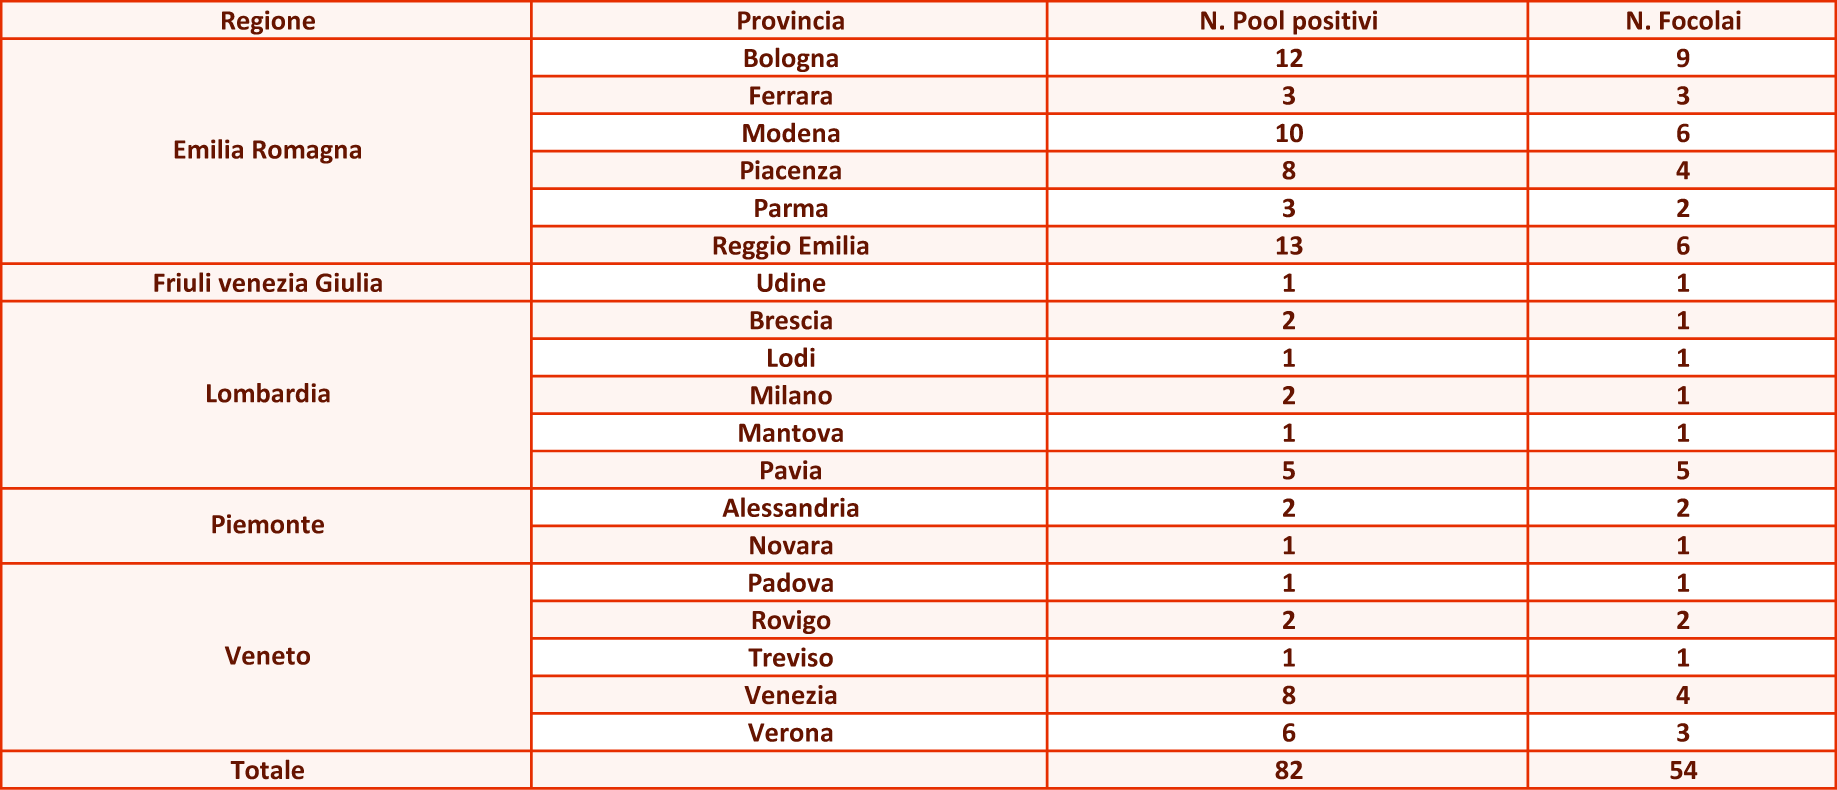 Regione Provincia N. Pool positivi N. Focolai
Emilia Romagna Bologna 12 9
Ferrara 3 3
Modena 10 6
Piacenza 8 4
Parma 3 2
Reggio Emilia 13 6
Friuli venezia Giulia Udine 1 1
Lombardia Brescia 2 1
Lodi 1 1
Milano 2 1
Mantova 1 1
Pavia 5 5
Piemonte Alessandria 2 2
Novara 1 1
Veneto Padova 1 1
Rovigo 2 2
Treviso 1 1
Venezia 8 4
Verona 6 3
Totale 82 54